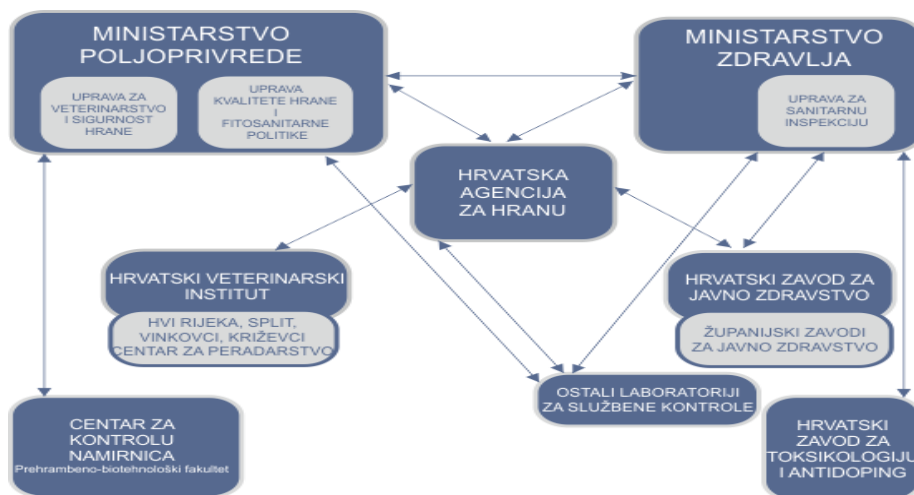 MINISTARSTVO
POLJOPRIVREDE
UPRAVA ZA
VETERINARSTVO
I SIGURNOST
HRANE
UPRAVA
KVALITETE HRANE
I
FITOSANITARNE
POLITIKE
MINISTARSTVO
ZDRAVLJA
UPRAVA ZA
SANITARNU
INSPEKCIJU
HRVATSKA
AGENCIJA
ZA HRANU
HRVATSKI VETERINARSKI
INSTITUT
HVI RIJEKA, SPLIT,
VINKOVCI, KRIŽEVCI
CENTAR ZA PERADARSTVO
HRVATSKI ZAVOD ZA
JAVNO ZDRAVSTVO
ŽUPANIJSKI ZAVODI
ZA JAVNO ZDRAVSTVO
OSTALI LABORATORIJI
ZA SLUŽBENE KONTROLE
CENTAR ZA
KONTROLU
NAMIRNICA
Prehrambeno-biotehnološki fakultet
HRVATSKI
ZAVOD ZA
TOKSIKOLOGIJU
I ANTIDOPING